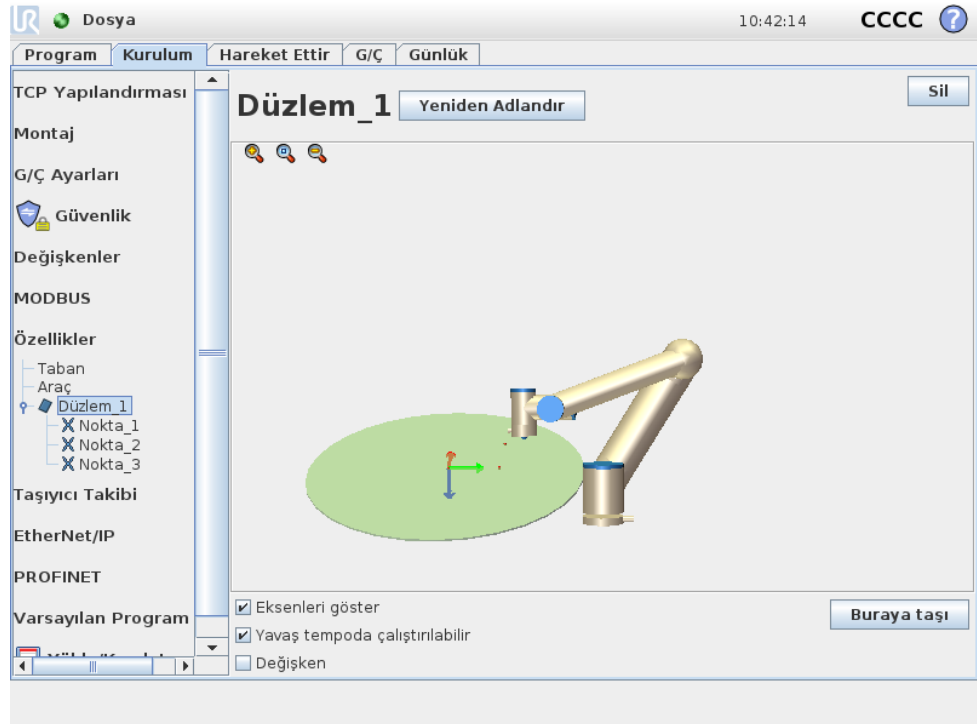 UR Dosya 10:42:14 CCCC ?
Program Kurulum Hareket Ettir G/Ç Günlük
TCP Yapılandırması
Montaj
G/Ç Ayarları
Güvenlik
Değişkenler
MODBUS
Özellikler
Taban
Araç
Düzlem_1
Nokta_1
Nokta_2
Nokta_3
Taşıyıcı Takibi
EtherNet/IP
PROFINET
Varsayılan Program
Düzlem_1 Yeniden Adlandır Sil
Eksenleri göster
Yavaş tempoda çalıştırılabilir
Değişken
Buraya taşı